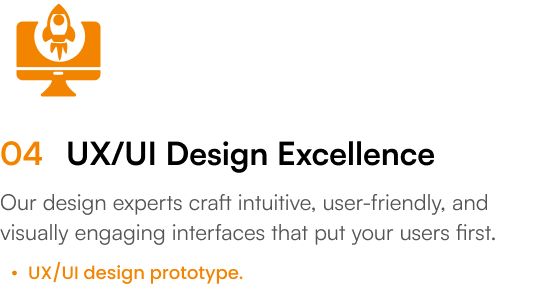 04 UX/UI Design Excellence
Our design experts craft intuitive, user-friendly, and
visually engaging interfaces that put your users first.
• UX/UI design prototype.